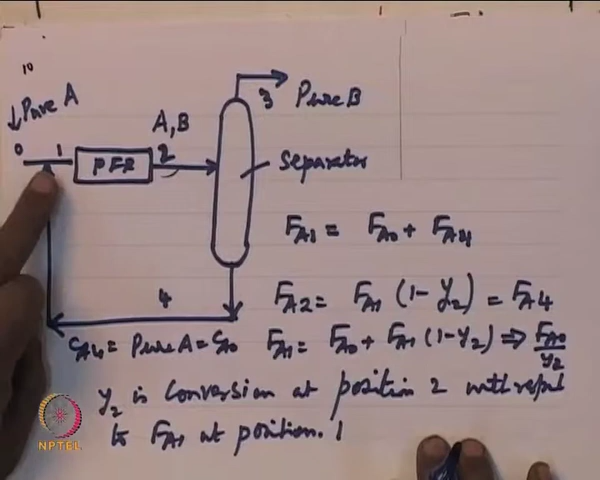 10
Pure A
0 1 PFR
A, B
2
3 Pure B
Separator
F_A1 = F_A0 + F_A4
4
F_A2 = F_A1 (1 - y_2) = F_A4
C_A4 = Pure A = C_A0 F_A1 = F_A0 + F_A1 (1 - y_2) ⇒ F_A0 / y_2
y_2 is Conversion at position 2 with
to F_A1 at position. 1
NPTEL